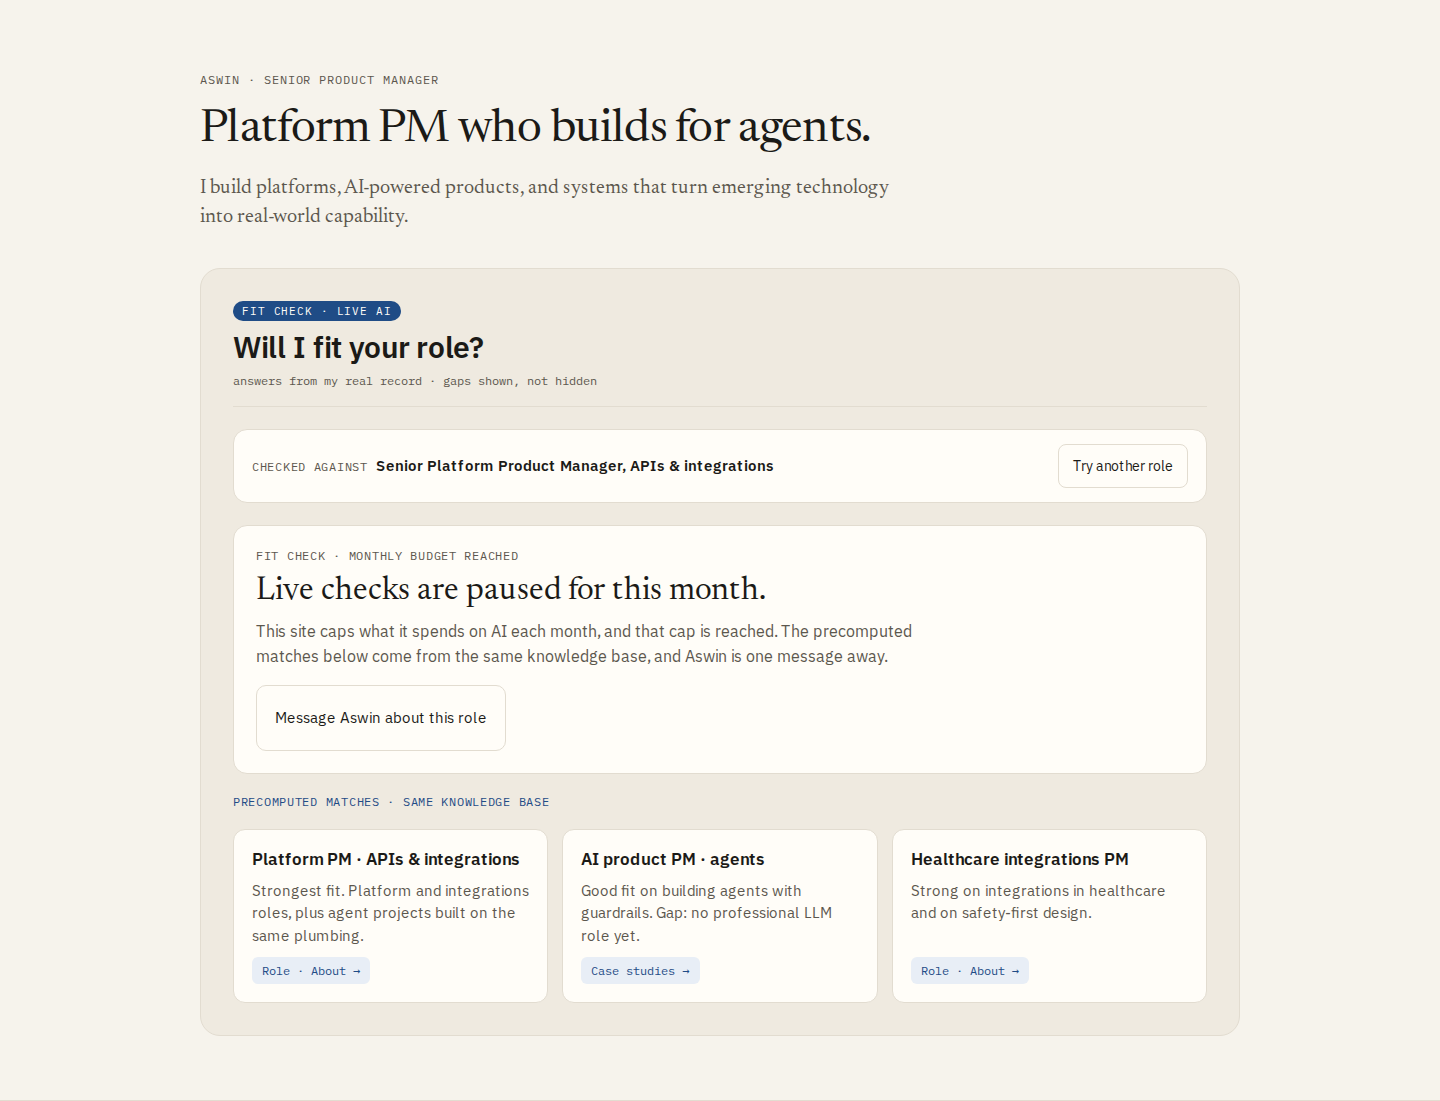 ASWIN · SENIOR PRODUCT MANAGER
Platform PM who builds for agents.
I build platforms, AI-powered products, and systems that turn emerging technology
into real-world capability.
FIT CHECK · LIVE AI
Will I fit your role?
answers from my real record · gaps shown, not hidden
CHECKED AGAINST Senior Platform Product Manager, APIs & integrations
Try another role
FIT CHECK · MONTHLY BUDGET REACHED
Live checks are paused for this month.
This site caps what it spends on AI each month, and that cap is reached. The precomputed
matches below come from the same knowledge base, and Aswin is one message away.
Message Aswin about this role
PRECOMPUTED MATCHES · SAME KNOWLEDGE BASE
Platform PM · APIs & integrations
Strongest fit. Platform and integrations
roles, plus agent projects built on the
same plumbing.
Role · About →
AI product PM · agents
Good fit on building agents with
guardrails. Gap: no professional LLM
role yet.
Case studies →
Healthcare integrations PM
Strong on integrations in healthcare
and on safety-first design.
Role · About →